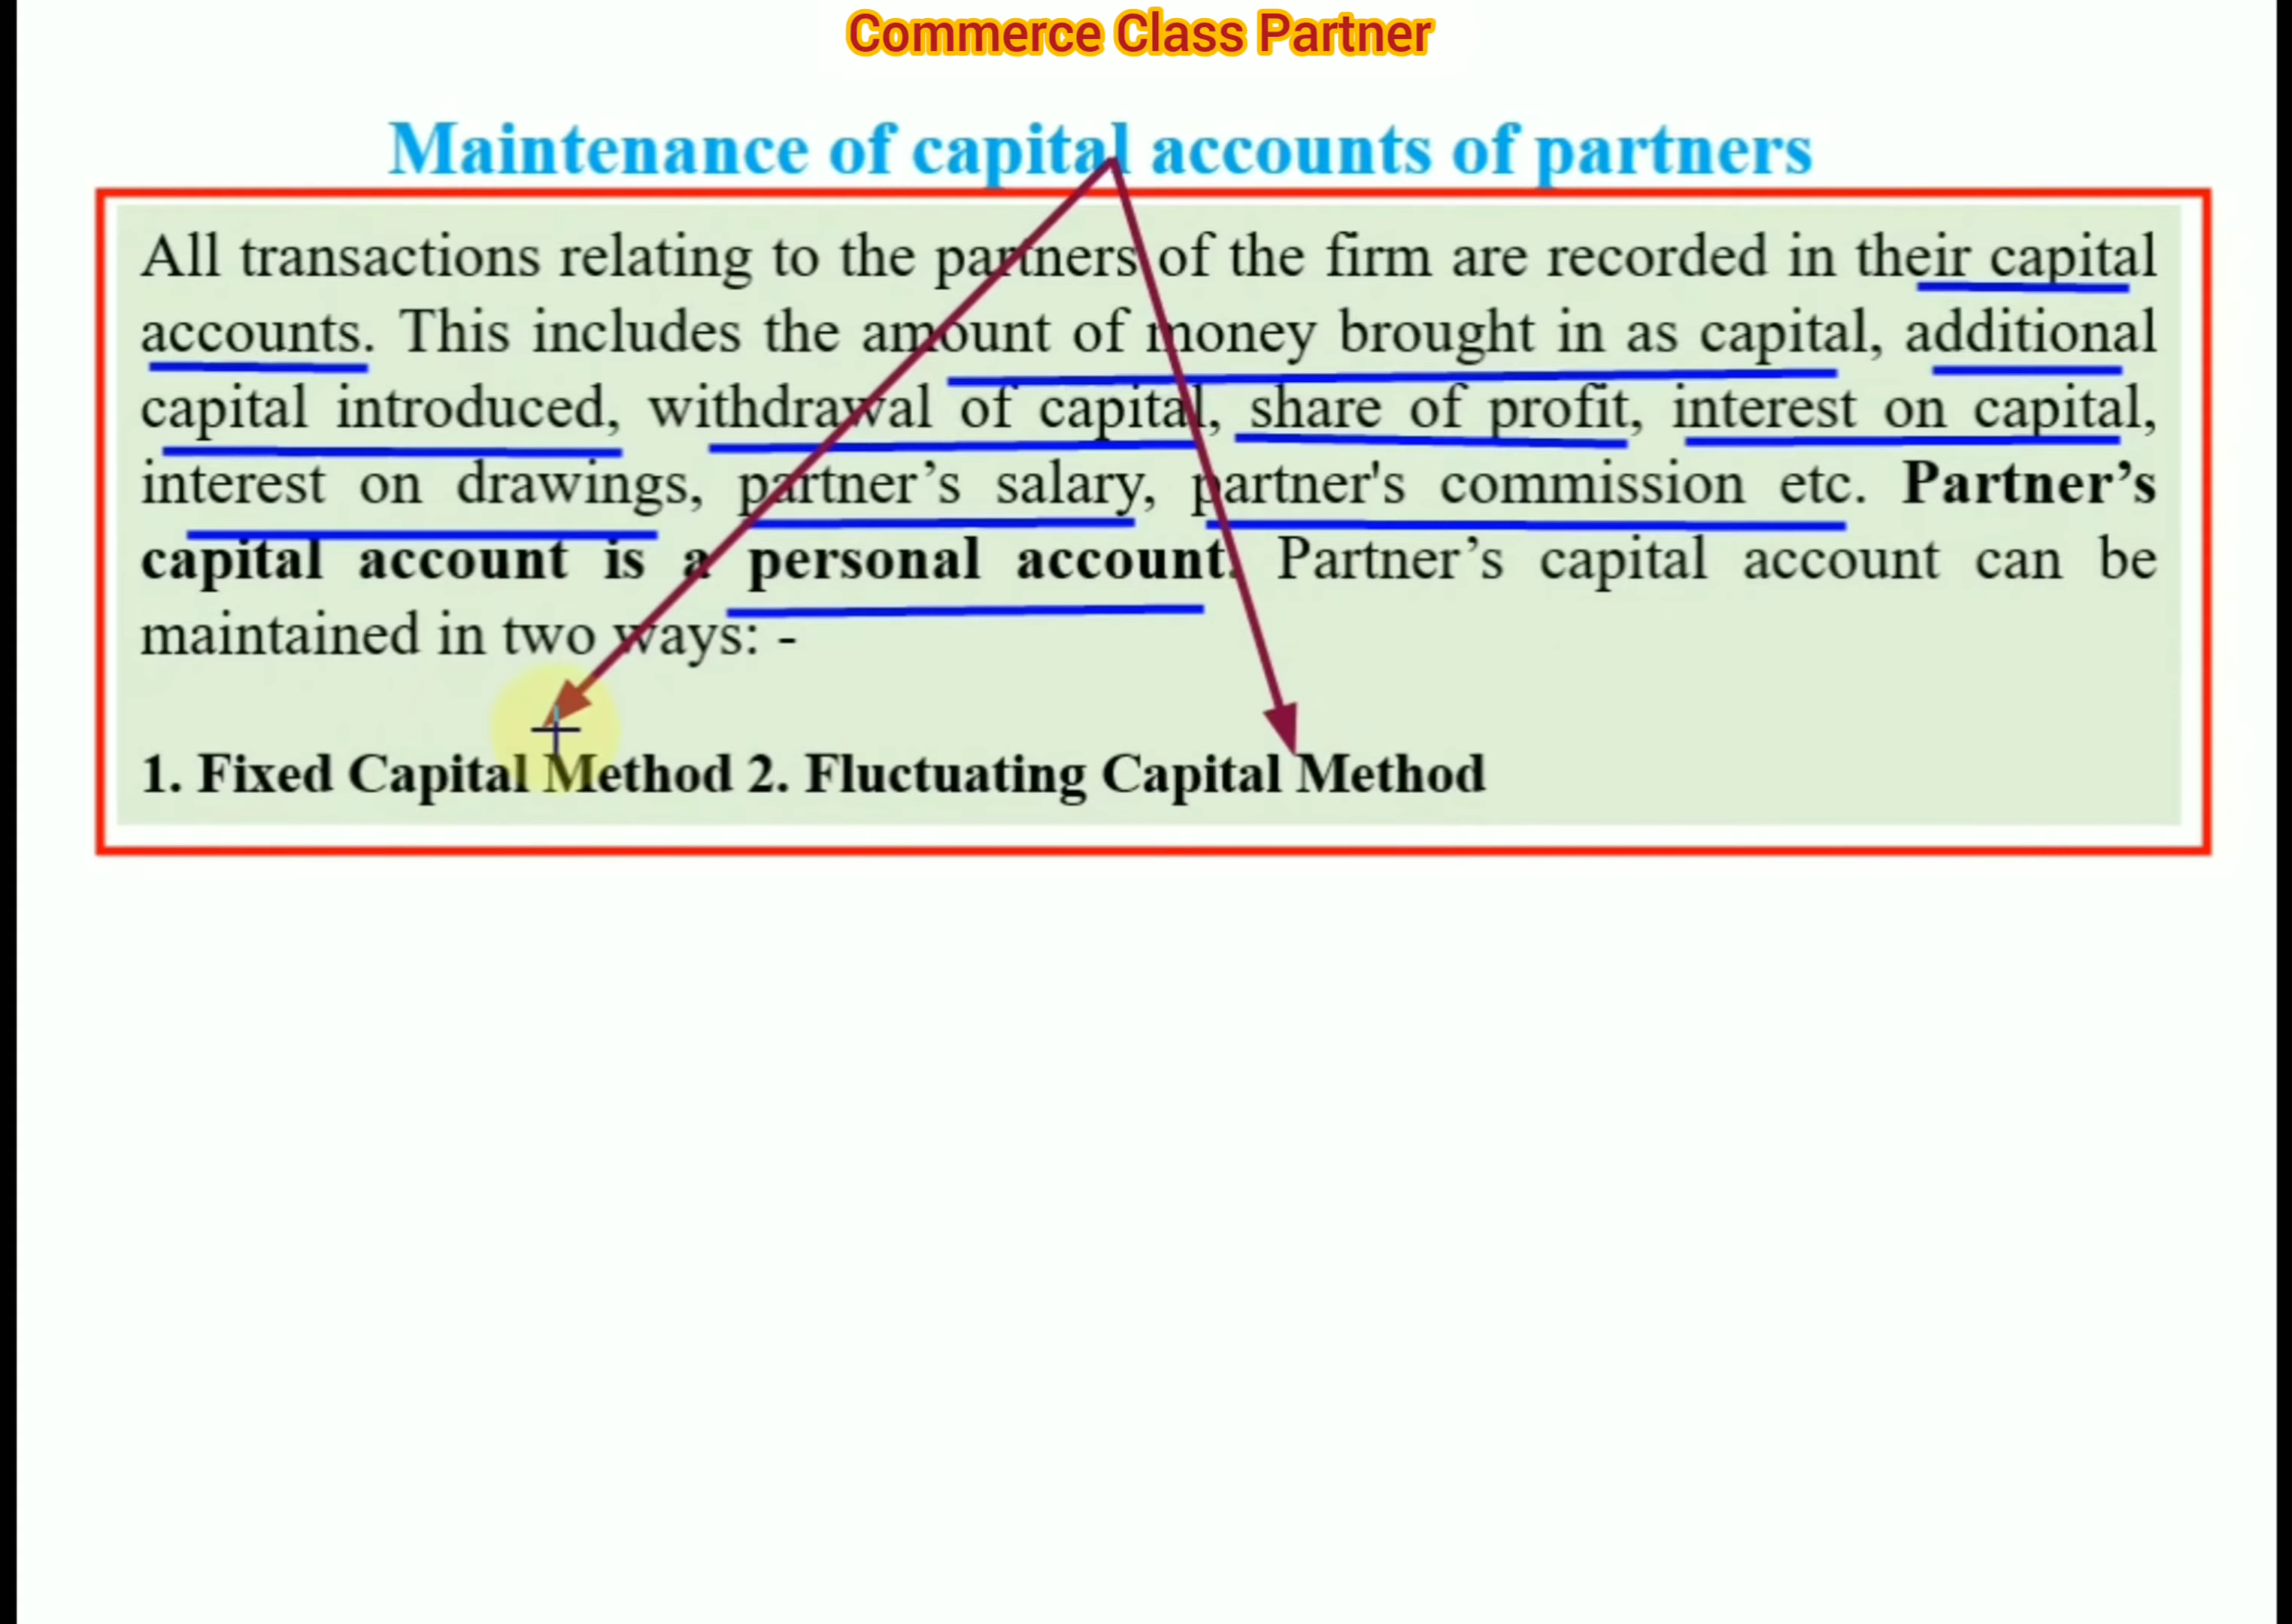 Commerce Class Partner
Maintenance of capital accounts of partners
All transactions relating to the partners of the firm are recorded in their capital
accounts. This includes the amount of money brought in as capital, additional
capital introduced, withdrawal of capital, share of profit, interest on capital,
interest on drawings, partner’s salary, partner's commission etc. Partner’s
capital account is a personal account. Partner’s capital account can be
maintained in two ways: -
1. Fixed Capital Method 2. Fluctuating Capital Method